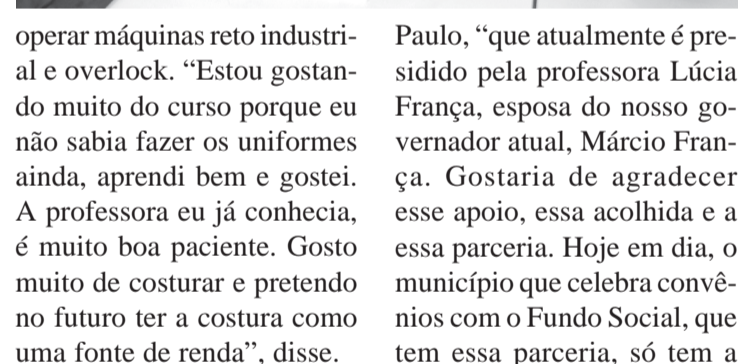 operar máquinas reto industri-
al e overlock. “Estou gostan-
do muito do curso porque eu
não sabia fazer os uniformes
ainda, aprendi bem e gostei.
A professora eu já conhecia,
é muito boa paciente. Gosto
muito de costurar e pretendo
no futuro ter a costura como
uma fonte de renda”, disse.
Paulo, “que atualmente é pre-
sidido pela professora Lúcia
França, esposa do nosso go-
vernador atual, Márcio Fran-
ça. Gostaria de agradecer
esse apoio, essa acolhida e a
essa parceria. Hoje em dia, o
município que celebra convê-
nios com o Fundo Social, que
tem essa parceria, só tem a